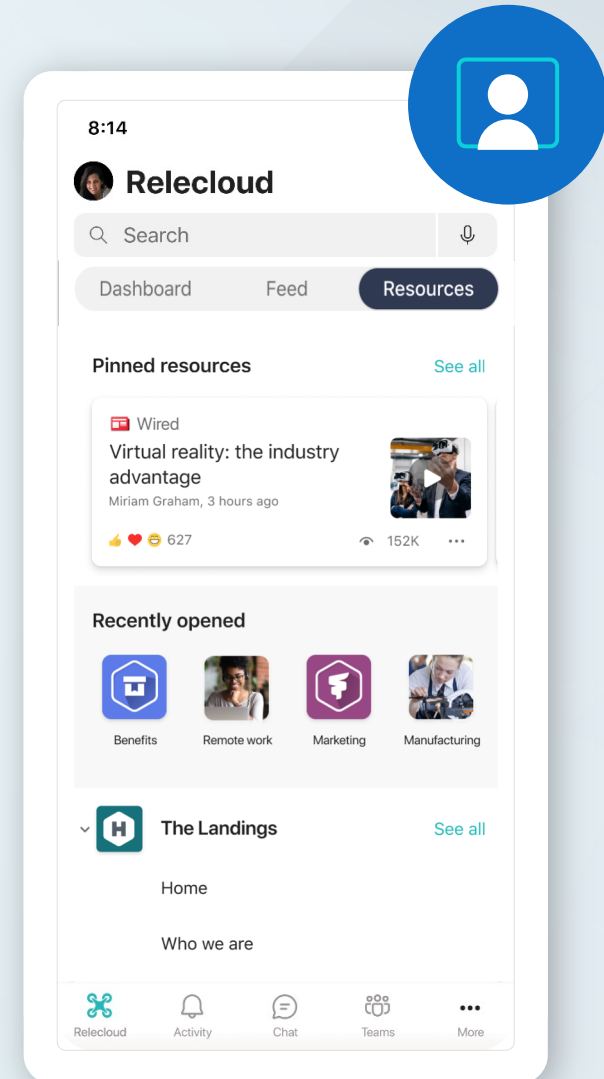 8:14
Relecloud
Search
Dashboard Feed Resources
Pinned resources See all
Wired
Virtual reality: the industry
advantage
Miriam Graham, 3 hours ago
627 152K
Recently opened
Benefits Remote work Marketing Manufacturing
H The Landings See all
Home
Who we are
Relecloud Activity Chat Teams More